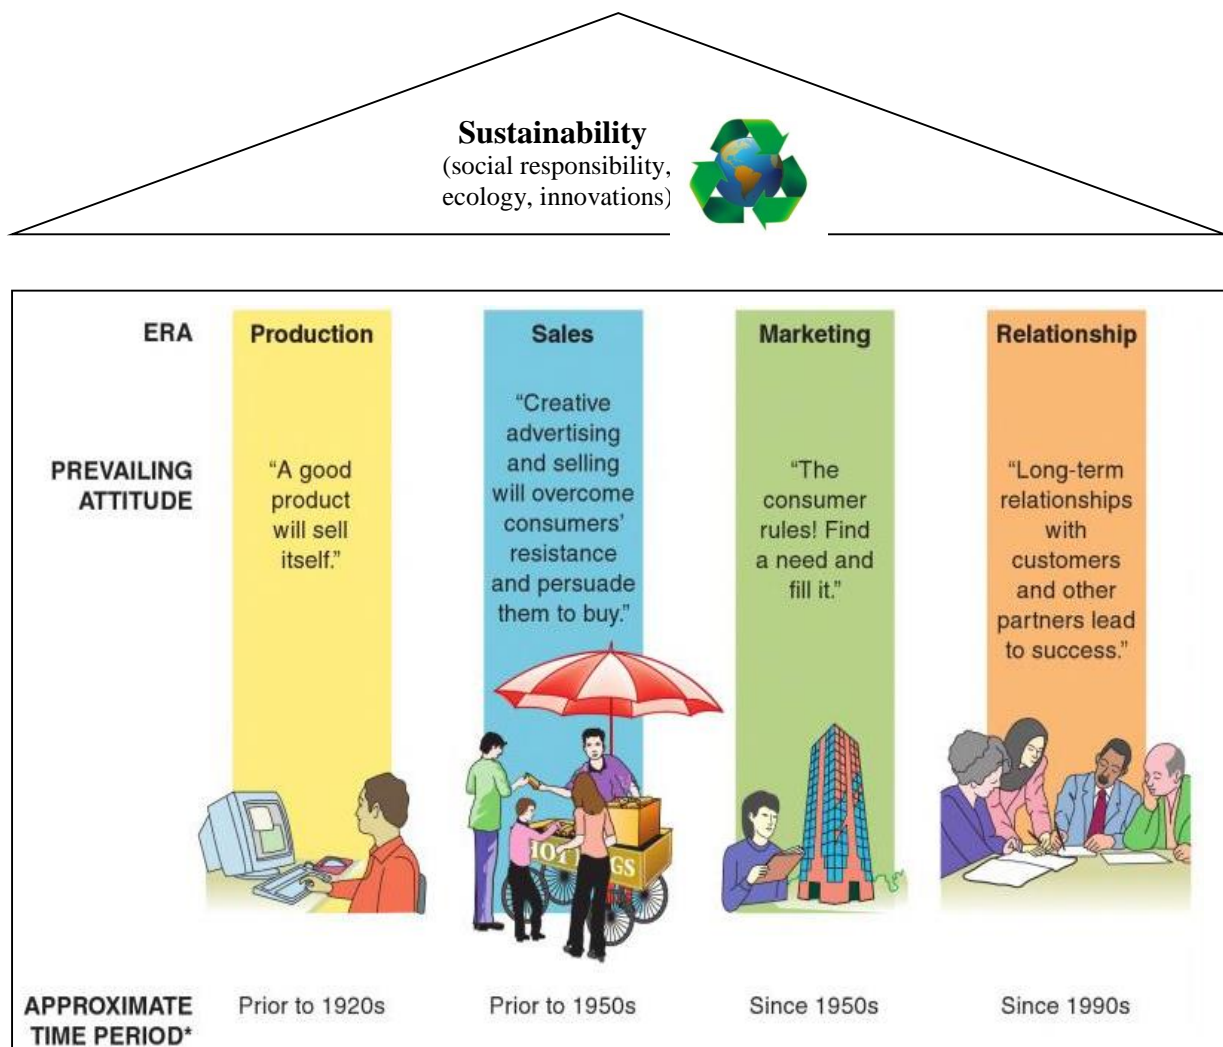 Sustainability
(social responsibility,
ecology, innovations)
ERA
Production
Sales
Marketing
Relationship
PREVAILING
ATTITUDE
“A good
product
will sell
itself.”
“Creative
advertising
and selling
will overcome
consumers’
resistance
and persuade
them to buy.”
“The
consumer
rules! Find
a need and
fill it.”
“Long-term
relationships
with
customers
and other
partners lead
to success.”
APPROXIMATE
TIME PERIOD*
Prior to 1920s
Prior to 1950s
Since 1950s
Since 1990s